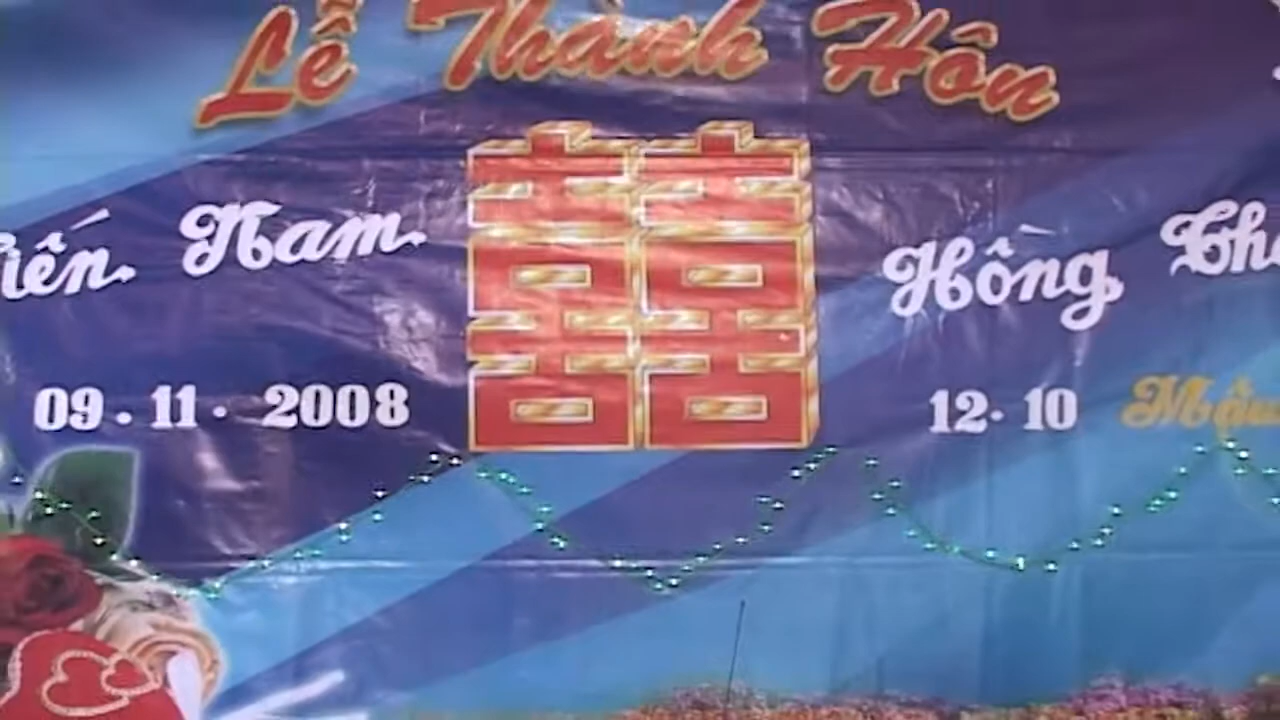 Lễ Thành Hôn
囍
Nam Hồng
09 . 11 . 2008 12 . 10